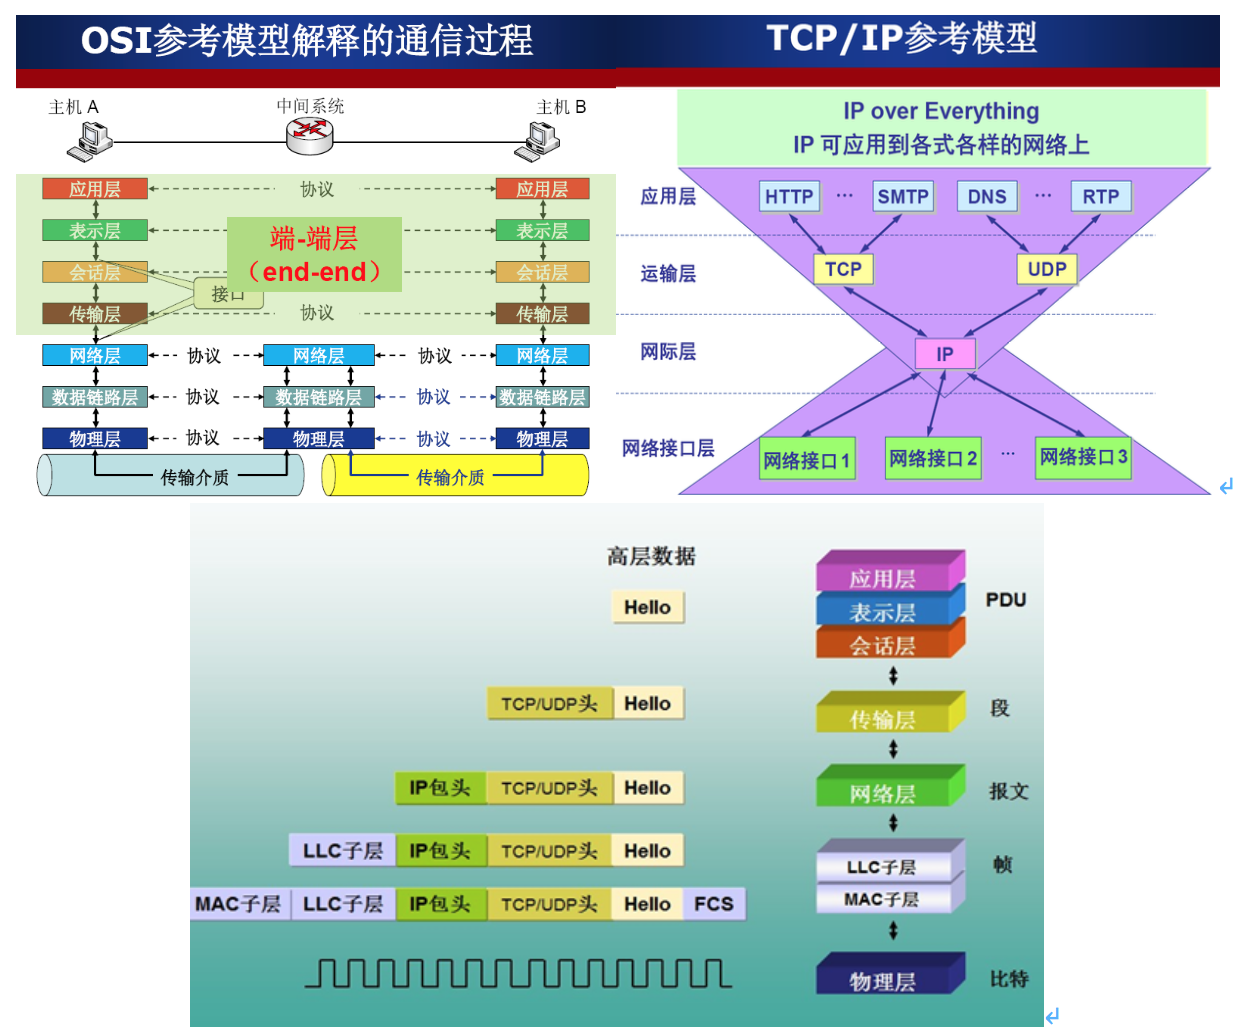 OSI参考模型解释的通信过程
主机 A
中间系统
主机 B
应用层
协议
应用层
表示层
表示层
端-端层
（end-end）
会话层
会话层
接口
传输层
协议
传输层
网络层
协议
网络层
协议
网络层
数据链路层
协议
数据链路层
协议
数据链路层
物理层
协议
物理层
协议
物理层
传输介质
传输介质
TCP/IP参考模型
IP over Everything
IP 可应用到各式各样的网络上
应用层
HTTP
···
SMTP
DNS
···
RTP
运输层
TCP
UDP
网际层
IP
网络接口层
网络接口 1
网络接口 2
···
网络接口 3
高层数据
Hello
应用层
表示层
会话层
PDU
TCP/UDP头
Hello
传输层
段
IP包头
TCP/UDP头
Hello
网络层
报文
LLC子层
IP包头
TCP/UDP头
Hello
LLC子层
帧
MAC子层
LLC子层
IP包头
TCP/UDP头
Hello
FCS
MAC子层
物理层
比特